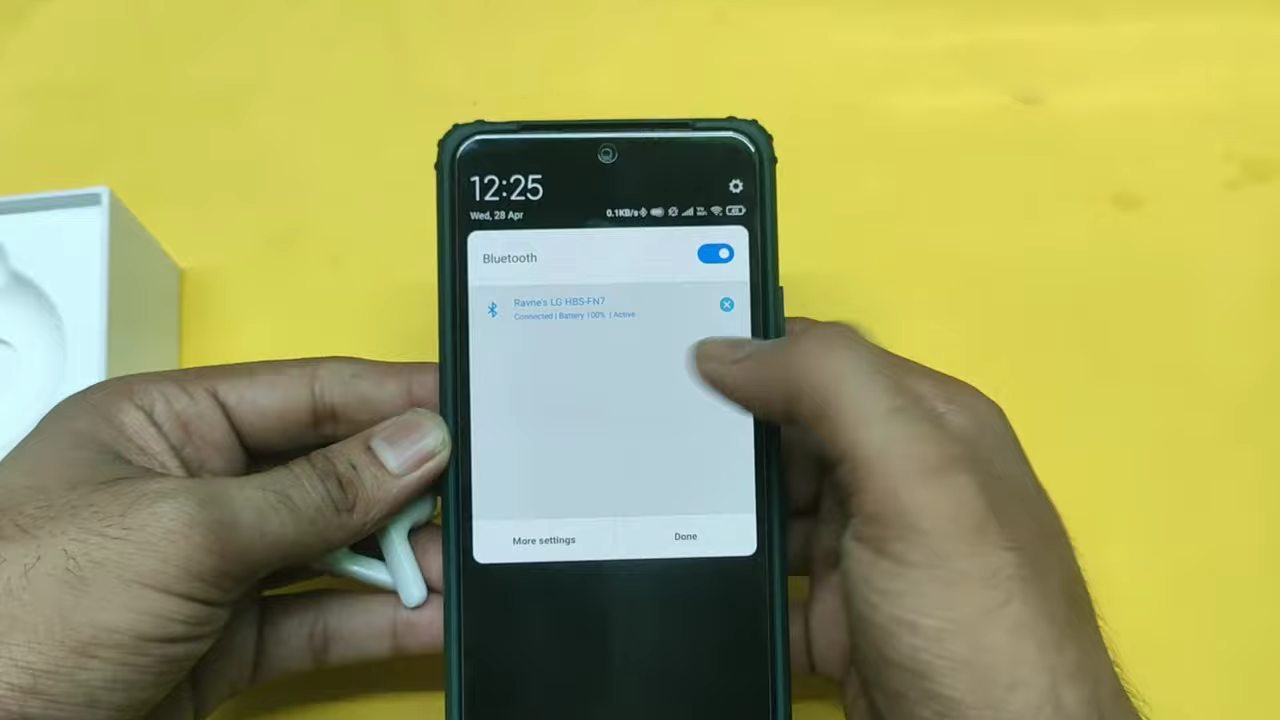 12:25
Wed, 28 Apr
0.1KB/s
Bluetooth
Ravne's LG HBS-FN7
Connected | Battery 100% | Active
More settings
Done